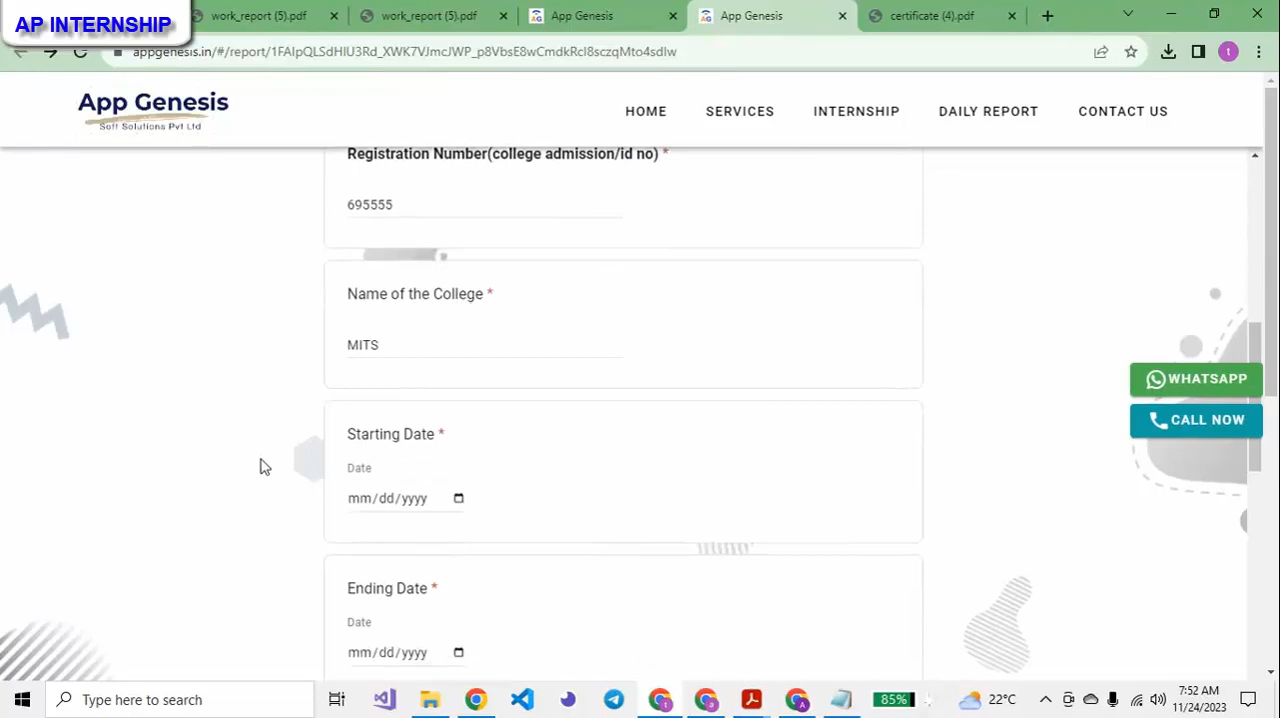 AP INTERNSHIP
work_report (5).pdf
work_report (5).pdf
App Genesis
App Genesis
certificate (4).pdf
appgenesis.in/#/report/1FAIpQLSdHIU3Rd_XWK7VJmcJWP_p8VbsE8wCmdkRcI8sczqMto4sdIw
t
App Genesis
Soft Solutions Pvt Ltd
HOME
SERVICES
INTERNSHIP
DAILY REPORT
CONTACT US
Registration Number(college admission/id no) *
695555
Name of the College *
MITS
Starting Date *
Date
mm/dd/yyyy
Ending Date *
Date
mm/dd/yyyy
WHATSAPP
CALL NOW
Type here to search
85%
22°C
7:52 AM
11/24/2023